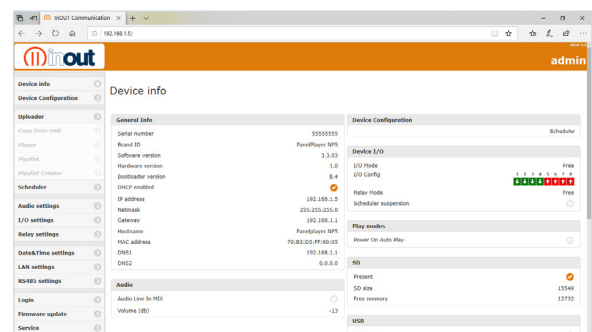 INOUT Communication
192.168.1.5/
inout
admin
Device info
Device Configuration
Uploader
Copy from USB
Player
Playlist
Playlist Creator
Scheduler
Audio settings
I/O settings
Relay settings
Date&Time settings
LAN settings
RS485 settings
Login
Firmware update
Service
Device info
General Info
Serial number 55555555
Brand ID PanelPlayer NP5
Software version 3.3.03
Hardware version 1.0
Bootloader version B.4
DHCP enabled
IP address 192.168.1.5
Netmask 255.255.255.0
Gateway 192.168.1.1
Hostname Panelplayer NP5
MAC address 70:B3:D5:FF:90:05
DNS1 192.168.1.1
DNS2 0.0.0.0
Audio
Audio Line In MIX
Volume (db) -13
Device Configuration
Scheduler
Device I/O
I/O Mode Free
I/O Config 1 2 3 4 5 6 7 8
Relay Mode Free
Scheduler suspension
Play modes
Power On Auto Play
SD
Present
SD size 15549
Free memory 12732
USB